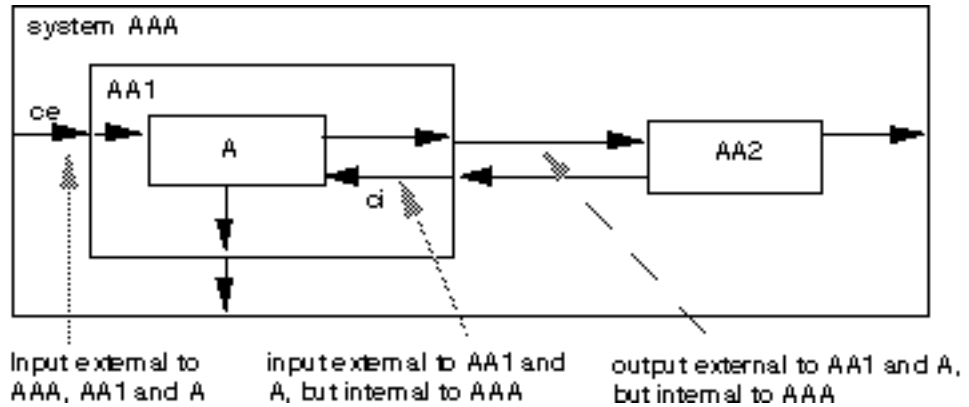 system AAA
AA1
ce
A
AA2
ci
Input external to
AAA, AA1 and A
input external to AA1 and
A, but internal to AAA
output external to AA1 and A,
but internal to AAA